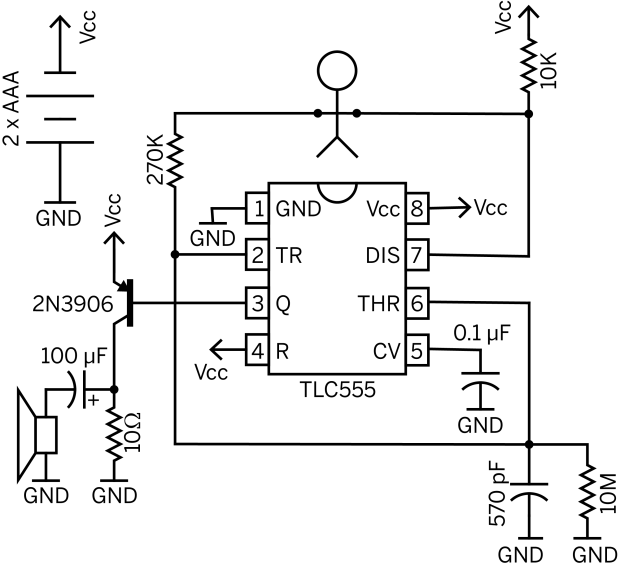 Vcc
2 x AAA
GND
Vcc
10K
270K
1 GND
Vcc 8
Vcc
GND
2 TR
DIS 7
Vcc
2N3906
3 Q
THR 6
4 R
CV 5
0.1 µF
Vcc
TLC555
GND
100 µF
+
10Ω
GND
GND
570 pF
10M
GND
GND